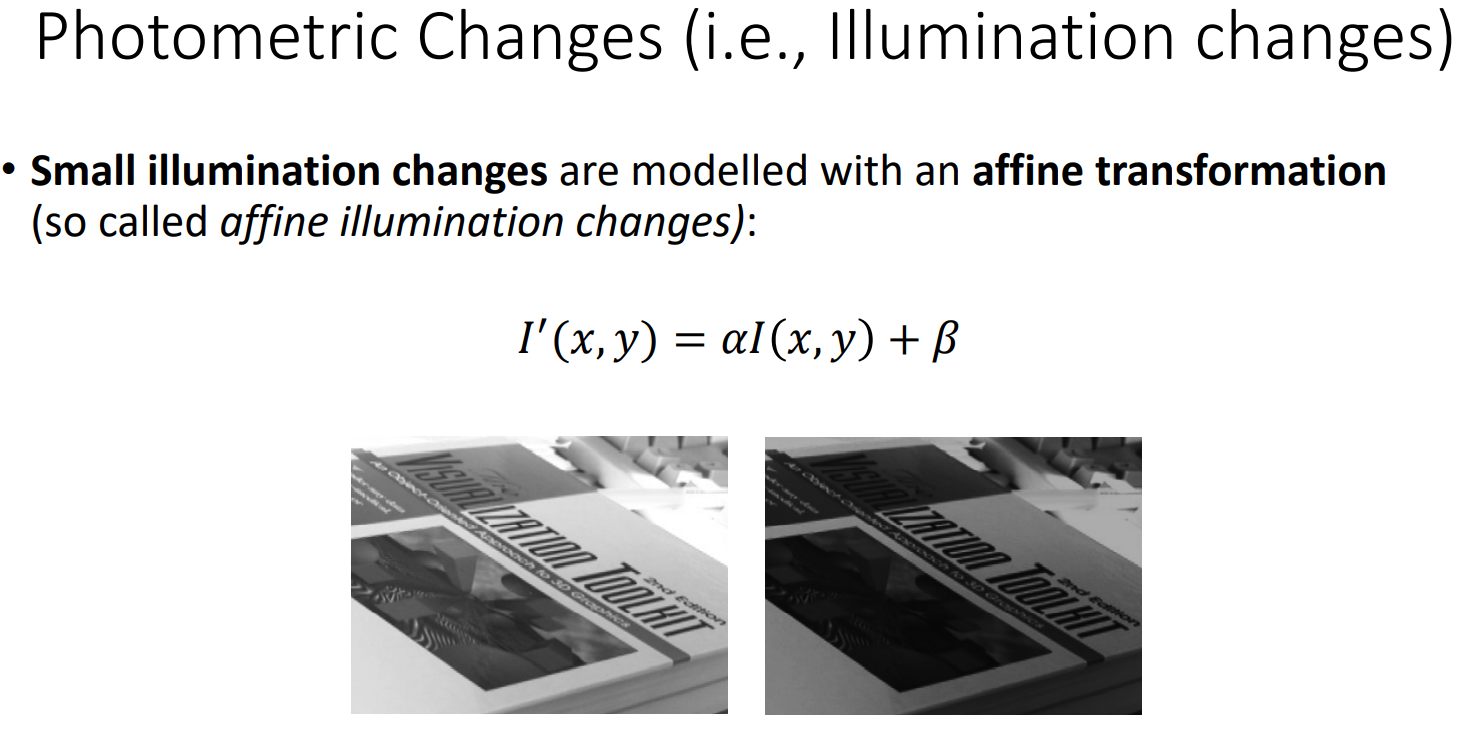 Photometric Changes (i.e., Illumination changes)
• Small illumination changes are modelled with an affine transformation
(so called affine illumination changes):
I′(x, y) = αI(x, y) + β
The
VISUALIZATION TOOLKIT
2nd Edition
An Object-Oriented Approach to 3D Graphics
The
VISUALIZATION TOOLKIT
2nd Edition
An Object-Oriented Approach to 3D Graphics